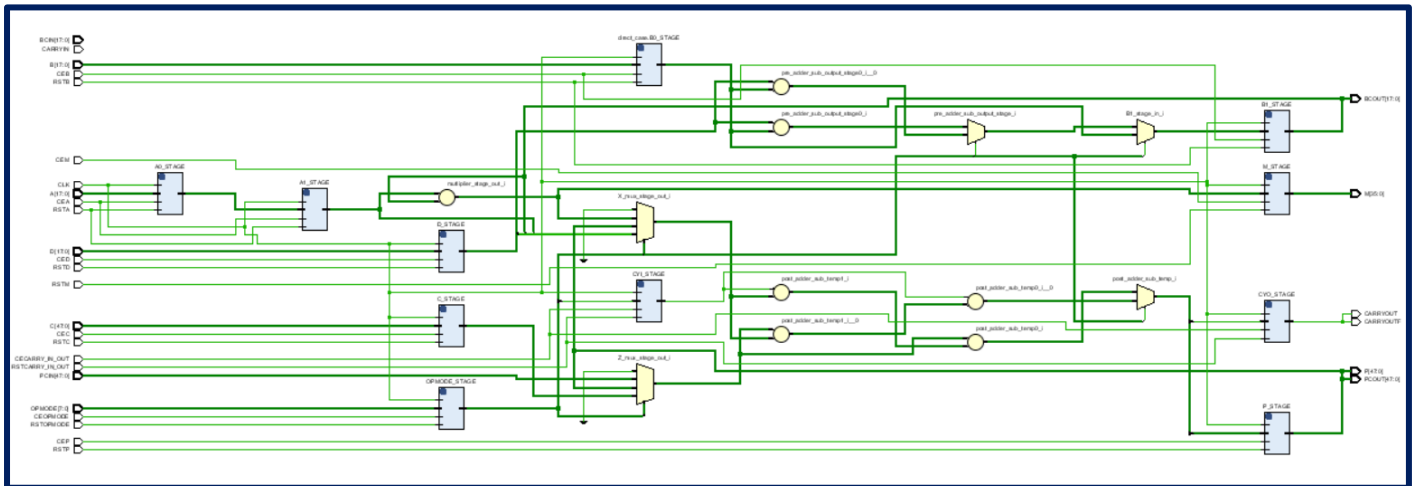 BCIN[17:0]
CARRYIN
B[17:0]
CEB
RSTB
direct_case.B0_STAGE
pre_adder_sub_output_stage0_i__0
pre_adder_sub_output_stage0_i
pre_adder_sub_output_stage_i
B1_stage_in_i
B1_STAGE
BCOUT[17:0]
CEM
CLK
A[17:0]
CEA
RSTA
A0_STAGE
A1_STAGE
multiplier_stage_out_i
X_mux_stage_out_i
M_STAGE
M[35:0]
D[17:0]
CED
RSTD
D_STAGE
RSTM
CYI_STAGE
post_adder_sub_temp1_i
post_adder_sub_temp0_i__0
post_adder_sub_temp_i
CYO_STAGE
CARRYOUT
CARRYOUTF
C[47:0]
CEC
RSTC
C_STAGE
post_adder_sub_temp1_i__0
post_adder_sub_temp0_i
CECARRY_IN_OUT
RSTCARRY_IN_OUT
PCIN[47:0]
Z_mux_stage_out_i
P[47:0]
PCOUT[47:0]
OPMODE_STAGE
OPMODE[7:0]
CEOPMODE
RSTOPMODE
P_STAGE
CEP
RSTP